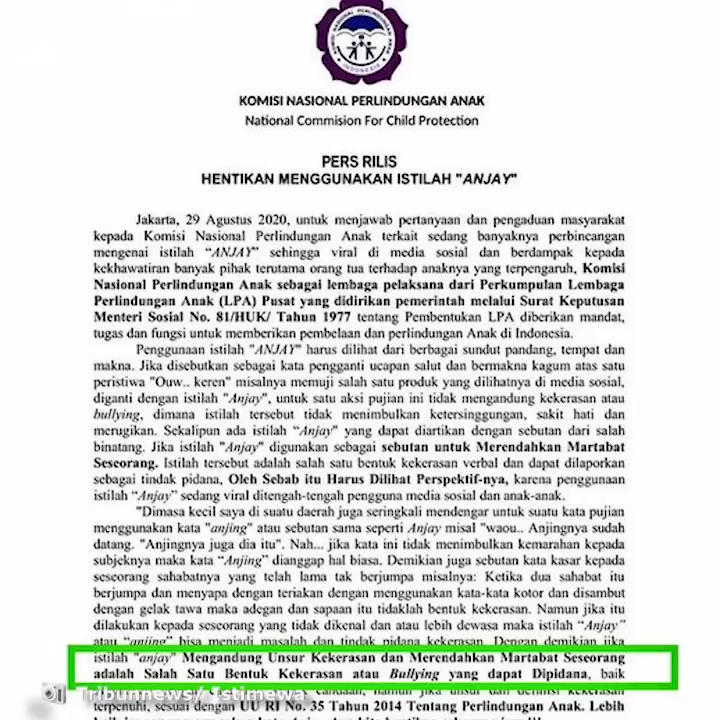 KOMISI NASIONAL PERLINDUNGAN ANAK
INDONESIA
KOMISI NASIONAL PERLINDUNGAN ANAK
National Commision For Child Protection
PERS RILIS
HENTIKAN MENGGUNAKAN ISTILAH "ANJAY"
Jakarta, 29 Agustus 2020, untuk menjawab pertanyaan dan pengaduan masyarakat
kepada Komisi Nasional Perlindungan Anak terkait sedang banyaknya perbincangan
mengenai istilah "ANJAY" sehingga viral di media sosial dan berdampak kepada
kekhawatiran banyak pihak terutama orang tua terhadap anaknya yang terpengaruh, Komisi
Nasional Perlindungan Anak sebagai lembaga pelaksana dari Perkumpulan Lembaga
Perlindungan Anak (LPA) Pusat yang didirikan pemerintah melalui Surat Keputusan
Menteri Sosial No. 81/HUK/ Tahun 1977 tentang Pembentukan LPA diberikan mandat,
tugas dan fungsi untuk memberikan pembelaan dan perlindungan Anak di Indonesia.
Penggunaan istilah "ANJAY" harus dilihat dari berbagai sundut pandang, tempat dan
makna. Jika disebutkan sebagai kata pengganti ucapan salut dan bermakna kagum atas satu
peristiwa "Ouw.. keren" misalnya memuji salah satu produk yang dilihatnya di media sosial,
diganti dengan istilah "Anjay", untuk satu aksi pujian ini tidak mengandung kekerasan atau
bullying, dimana istilah tersebut tidak menimbulkan ketersinggungan, sakit hati dan
merugikan. Sekalipun ada istilah "Anjay" yang dapat diartikan dengan sebutan dari salah
binatang. Jika istilah "Anjay" digunakan sebagai sebutan untuk Merendahkan Martabat
Seseorang. Istilah tersebut adalah salah satu bentuk kekerasan verbal dan dapat dilaporkan
sebagai tindak pidana, Oleh Sebab itu Harus Dilihat Perspektif-nya, karena penggunaan
istilah "Anjay" sedang viral ditengah-tengah pengguna media sosial dan anak-anak.
"Dimasa kecil saya di suatu daerah juga seringkali mendengar untuk suatu kata pujian
menggunakan kata "anjing" atau sebutan sama seperti Anjay misal "waou.. Anjingnya sudah
datang. "Anjingnya juga dia itu". Nah... jika kata ini tidak menimbulkan kemarahan kepada
subjeknya maka kata "Anjing" dianggap hal biasa. Demikian juga sebutan kata kasar kepada
seseorang sahabatnya yang telah lama tak berjumpa misalnya: Ketika dua sahabat itu
berjumpa dan menyapa dengan teriakan dengan menggunakan kata-kata kotor dan disambut
dengan gelak tawa maka adegan dan sapaan itu tidaklah bentuk kekerasan. Namun jika itu
dilakukan kepada seseorang yang tidak dikenal dan atau lebih dewasa maka istilah "Anjay"
atau "anjing" bisa menjadi masalah dan tindak pidana kekerasan. Dengan demikian jika
istilah "anjay" Mengandung Unsur Kekerasan dan Merendahkan Martabat Seseorang
adalah Salah Satu Bentuk Kekerasan atau Bullying yang dapat Dipidana, baik
Tribunnews/ Istimewa
terpenuhi, sesuai dengan UU RI No. 35 Tahun 2014 Tentang Perlindungan Anak. Lebih